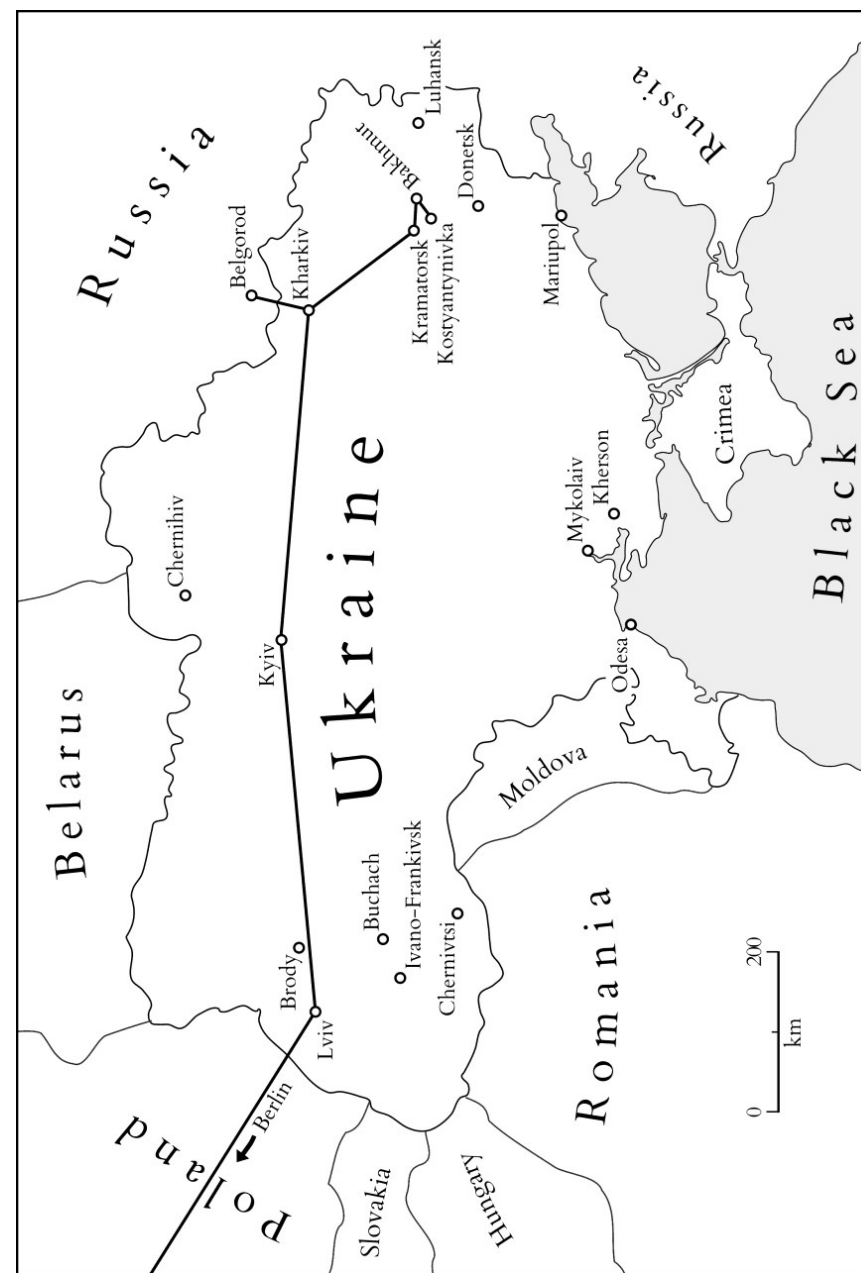 Russia
Belarus
Poland
Berlin
Slovakia
Hungary
Romania
Moldova
Ukraine
Russia
Crimea
Black Sea
Chernihiv
Belgorod
Kharkiv
Kyiv
Brody
Lviv
Buchach
Ivano-Frankivsk
Chernivtsi
Bakhmut
Luhansk
Kramatorsk
Kostyantynivka
Donetsk
Mariupol
Mykolaiv
Kherson
Odesa
0
200
km